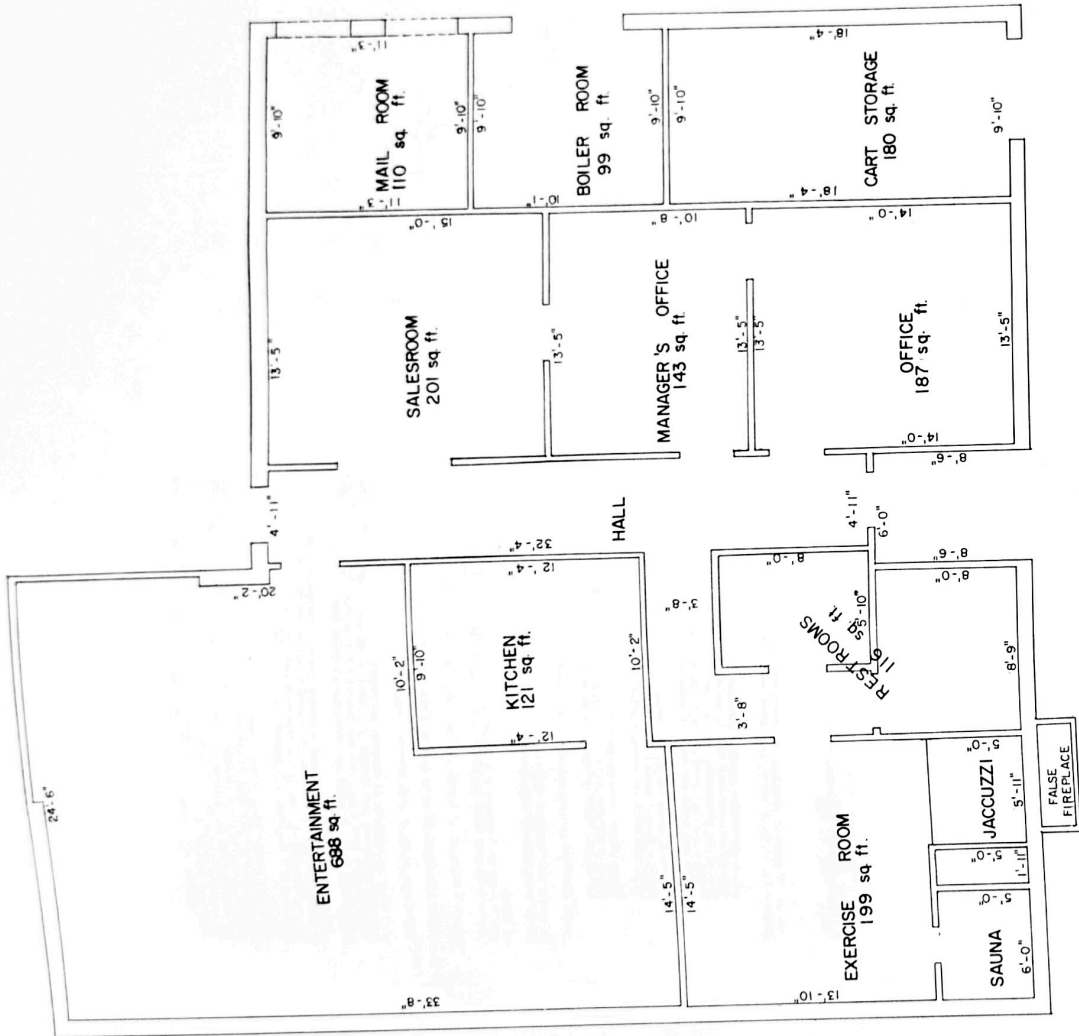 11'-3"
9'-10"
MAIL ROOM
110 sq. ft.
9'-10"
11'-3"
9'-10"
BOILER ROOM
99 sq. ft.
9'-10"
10'-1"
9'-10"
18'-4"
CART STORAGE
180 sq. ft.
9'-10"
18'-4"
15'-0"
13'-5"
SALESROOM
201 sq. ft.
13'-5"
10'-8"
MANAGER'S OFFICE
143 sq. ft.
13'-5"
13'-5"
14'-0"
OFFICE
187 sq. ft.
13'-5"
14'-0"
8'-6"
4'-11"
HALL
4'-11"
6'-0"
32'-4"
20'-2"
24'-6"
ENTERTAINMENT
688 sq. ft.
10'-2"
9'-10"
12'-4"
KITCHEN
121 sq. ft.
12'-4"
10'-2"
3'-8"
3'-8"
8'-0"
5'-10"
REST ROOMS
116 sq. ft.
8'-6"
8'-0"
8'-9"
33'-8"
14'-5"
14'-5"
EXERCISE ROOM
199 sq. ft.
13'-10"
5'-0"
JACCUZZI
5'-11"
5'-0"
1'-11"
5'-0"
SAUNA
6'-0"
FALSE
FIREPLACE